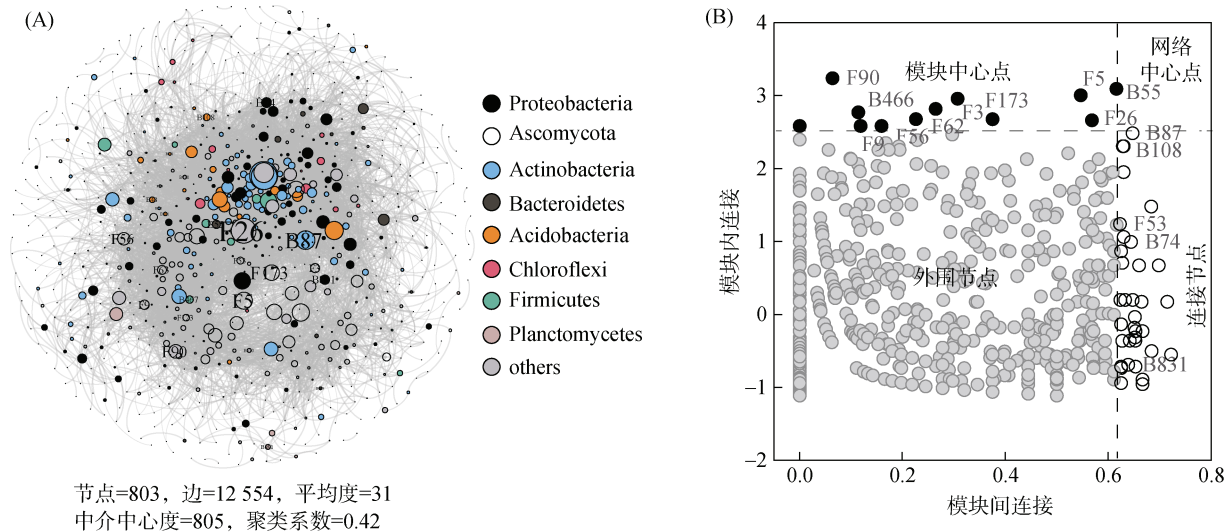 (A)
F26
B87
F173
F5
F56
F90
Proteobacteria
Ascomycota
Actinobacteria
Bacteroidetes
Acidobacteria
Chloroflexi
Firmicutes
Planctomycetes
others
节点=803，边=12 554，平均度=31
中介中心度=805，聚类系数=0.42
(B)
模块内连接
4
3
2
1
0
−1
−2
网络
中心点
模块中心点
F90
B466
F9
F56
F62
F3
F173
F5
B55
F26
B87
B108
F53
B74
外围节点
连接节点
B831
0.0
0.2
0.4
0.6
0.8
模块间连接